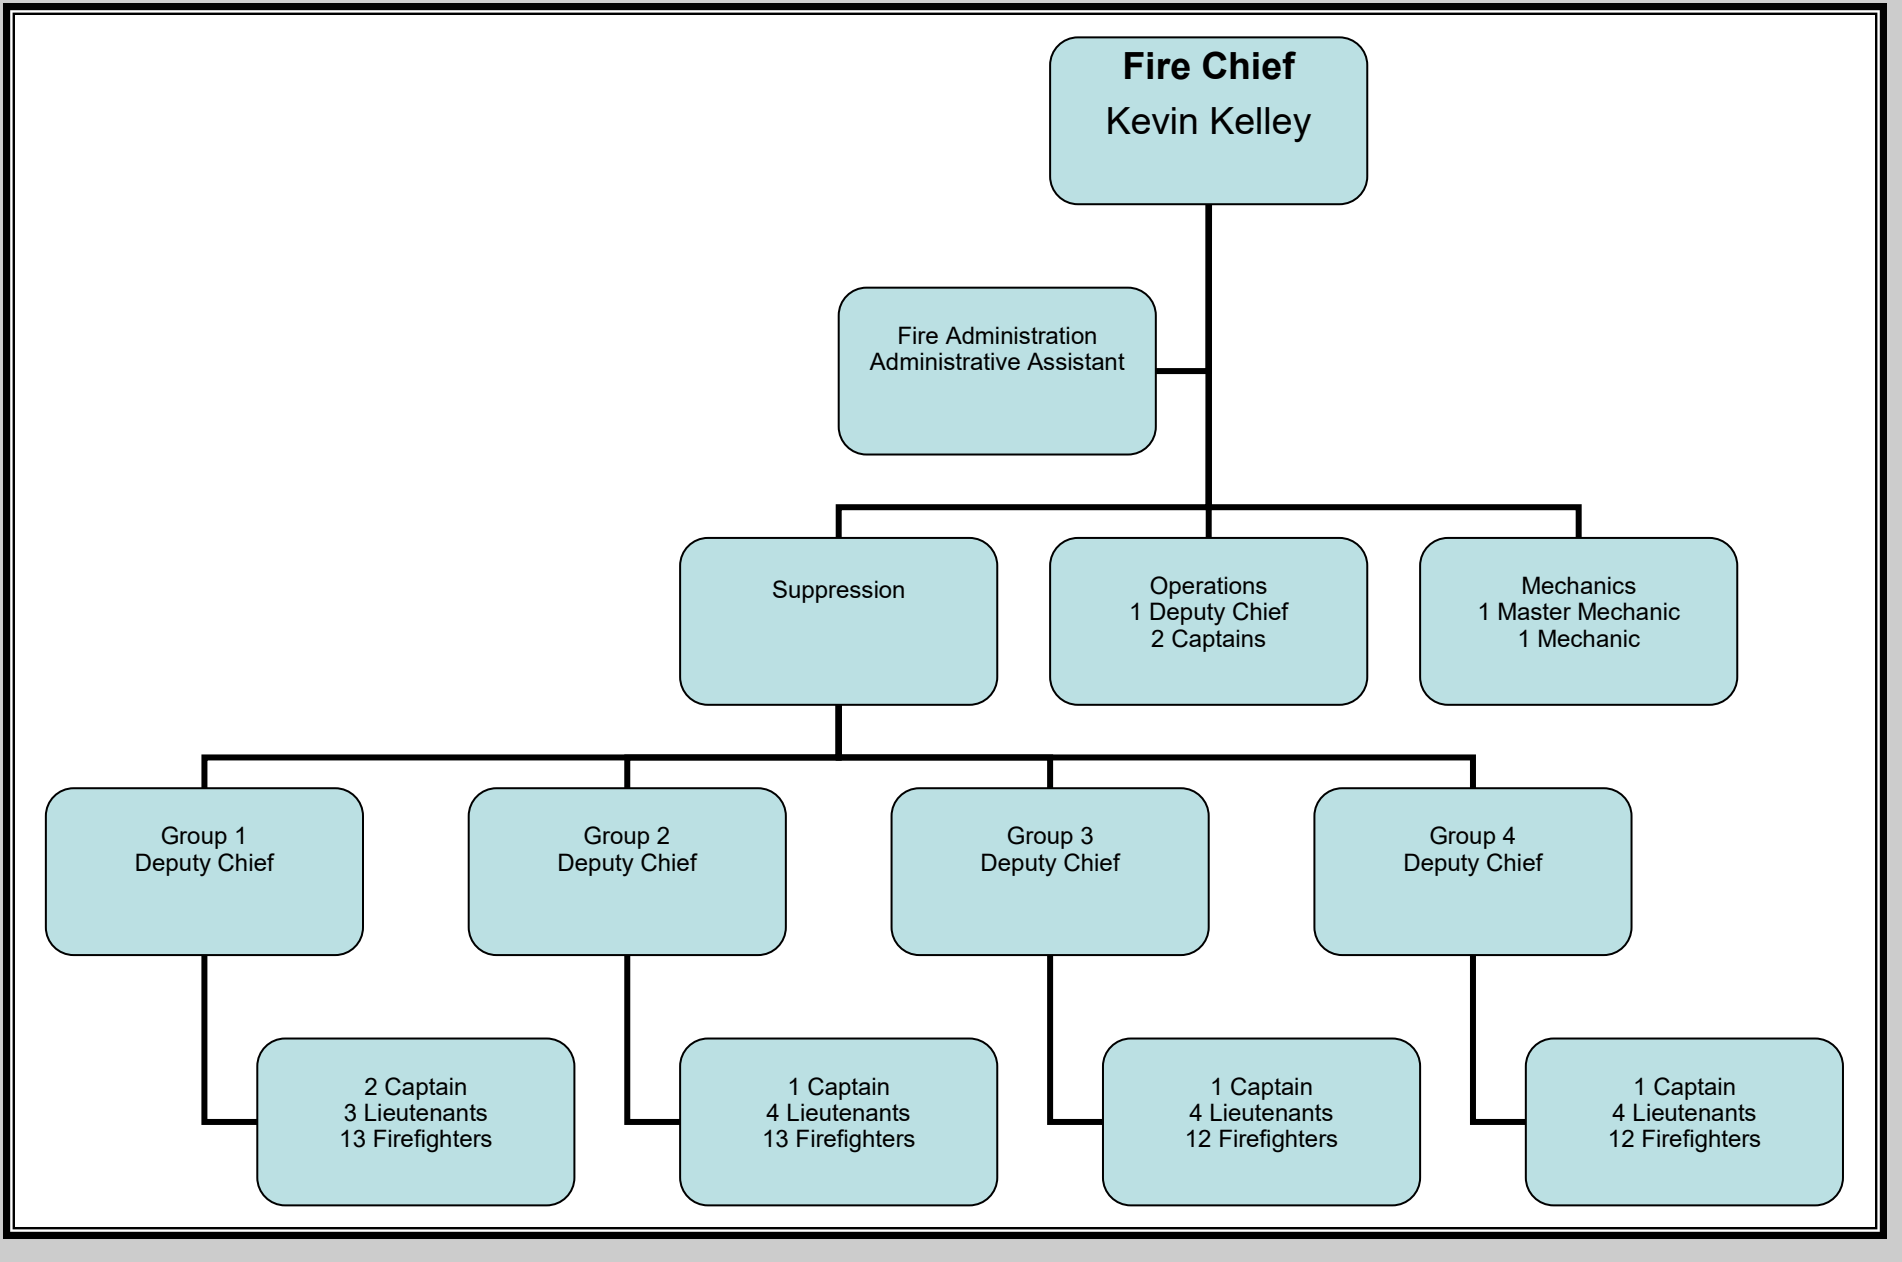 Fire Chief
Kevin Kelley
Fire Administration
Administrative Assistant
Suppression
Operations
1 Deputy Chief
2 Captains
Mechanics
1 Master Mechanic
1 Mechanic
Group 1
Deputy Chief
Group 2
Deputy Chief
Group 3
Deputy Chief
Group 4
Deputy Chief
2 Captain
3 Lieutenants
13 Firefighters
1 Captain
4 Lieutenants
13 Firefighters
1 Captain
4 Lieutenants
12 Firefighters
1 Captain
4 Lieutenants
12 Firefighters